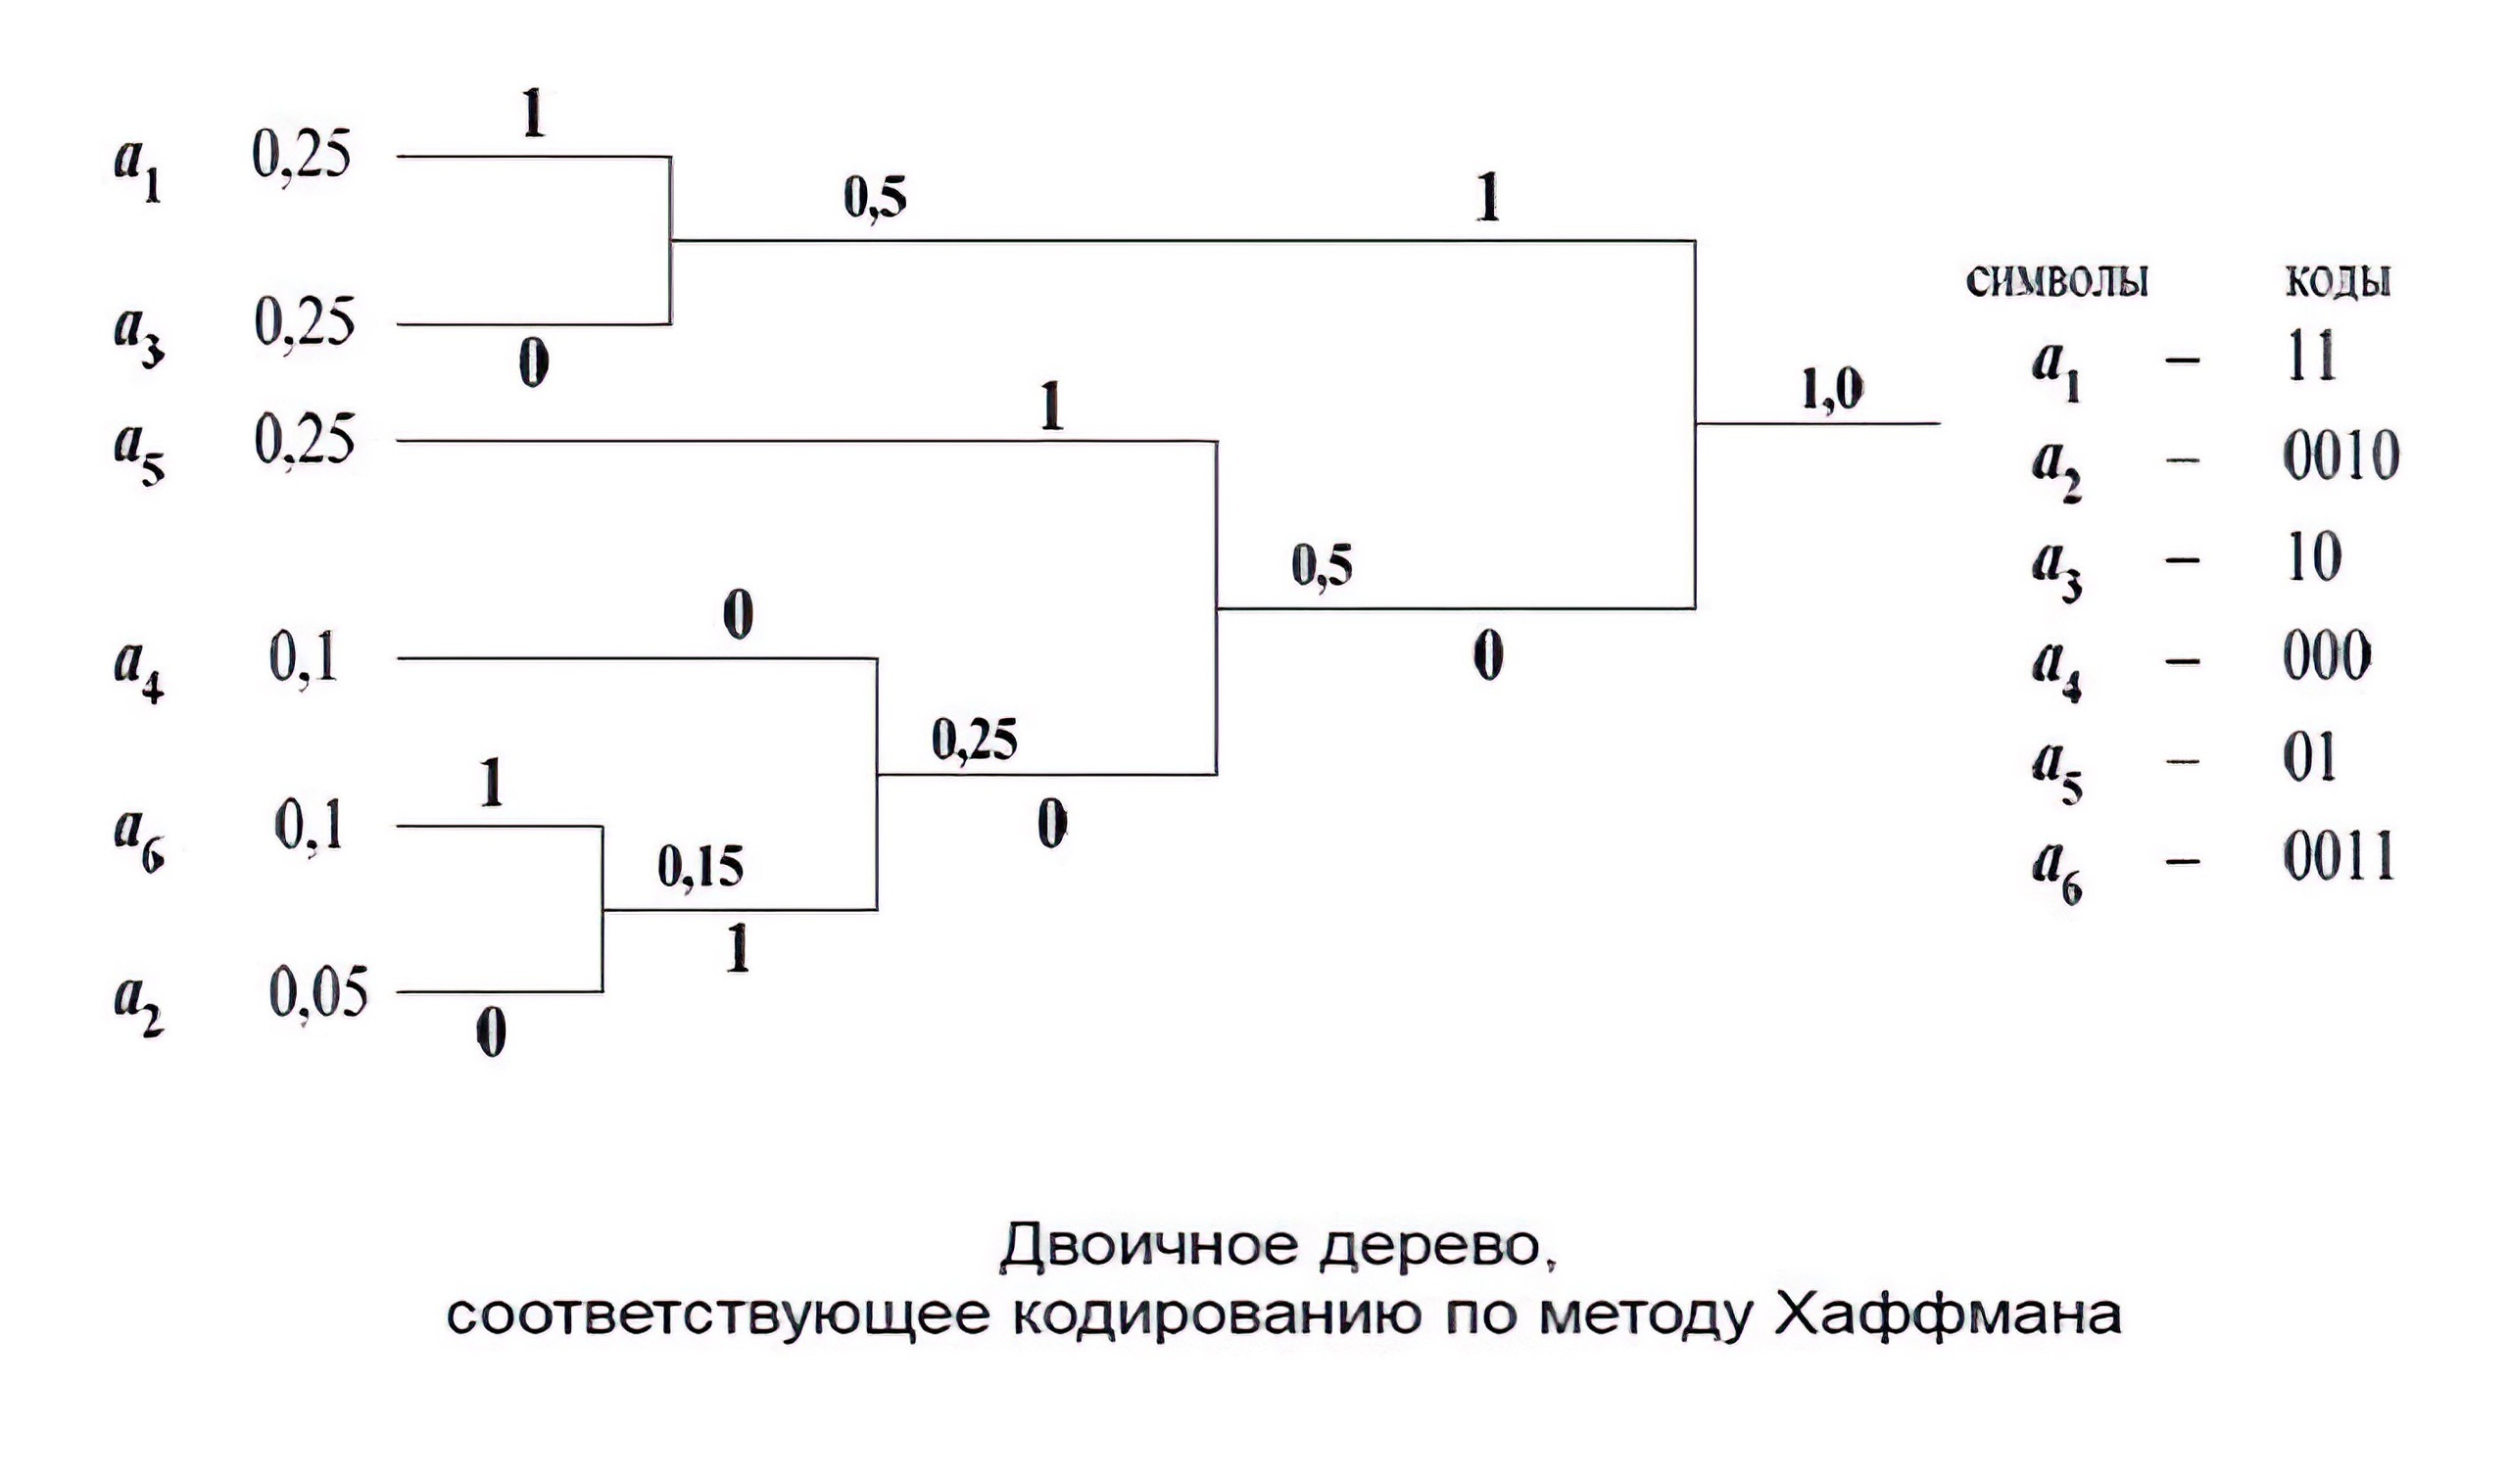 1
a1 0,25
0,5 1
a3 0,25
0
символы – коды
a1 – 11
1,0
1
a5 0,25
a2 – 0010
0,5
a3 – 10
0
a4 0,1
0
a4 – 000
0,25
a5 – 01
1
a6 0,1
0
0,15
a6 – 0011
1
a2 0,05
0
Двоичное дерево,
соответствующее кодированию по методу Хаффмана